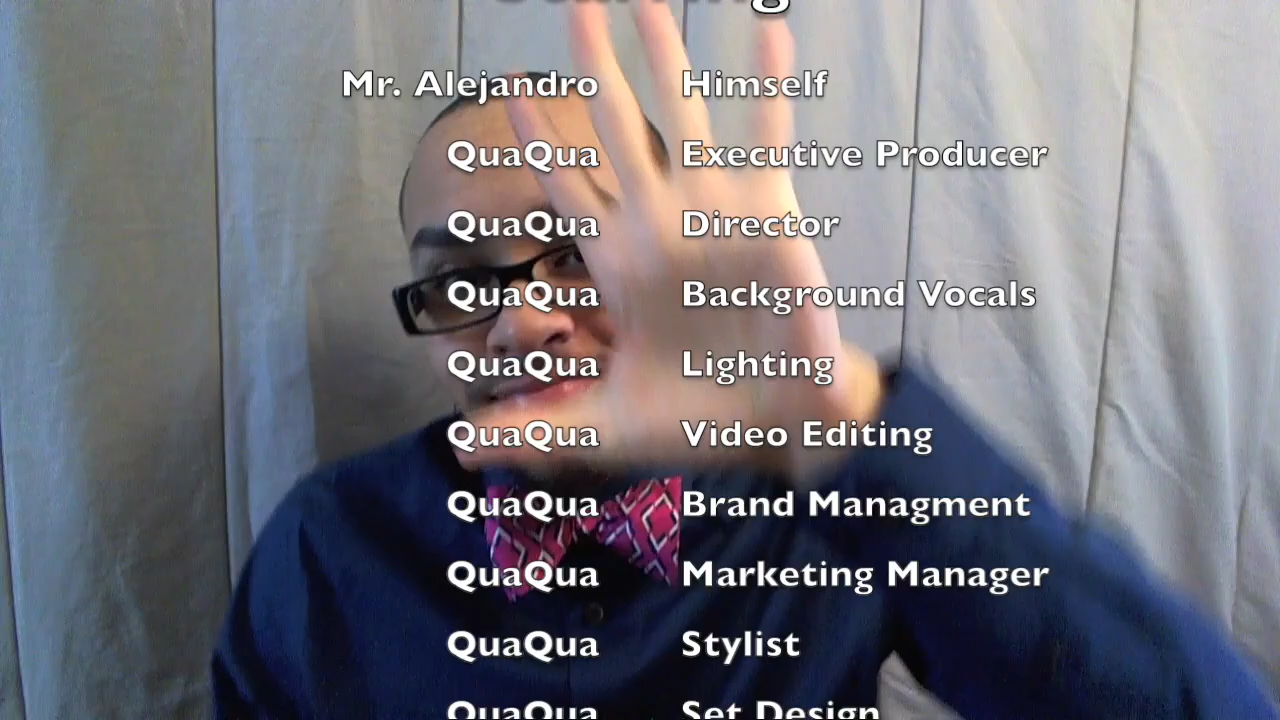 Mr. Alejandro Himself
QuaQua Executive Producer
QuaQua Director
QuaQua Background Vocals
QuaQua Lighting
QuaQua Video Editing
QuaQua Brand Managment
QuaQua Marketing Manager
QuaQua Stylist
QuaQua Set Design